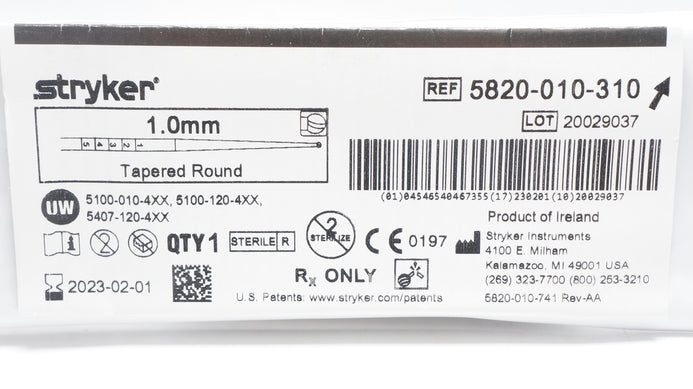 stryker®
REF 5820-010-310
LOT 20029037
1.0mm
5 4 3 2 1
Tapered Round
(01)04546540467355(17)230201(10)20029037
UW 5100-010-4XX, 5100-120-4XX,
5407-120-4XX
Product of Ireland
i 2 QTY 1 STERILE R 2 STERILIZE CE 0197
Stryker Instruments
4100 E. Milham
Kalamazoo, MI 49001 USA
(269) 323-7700 (800) 253-3210
2023-02-01
Rx ONLY
U.S. Patents: www.stryker.com/patents
5820-010-741 Rev-AA